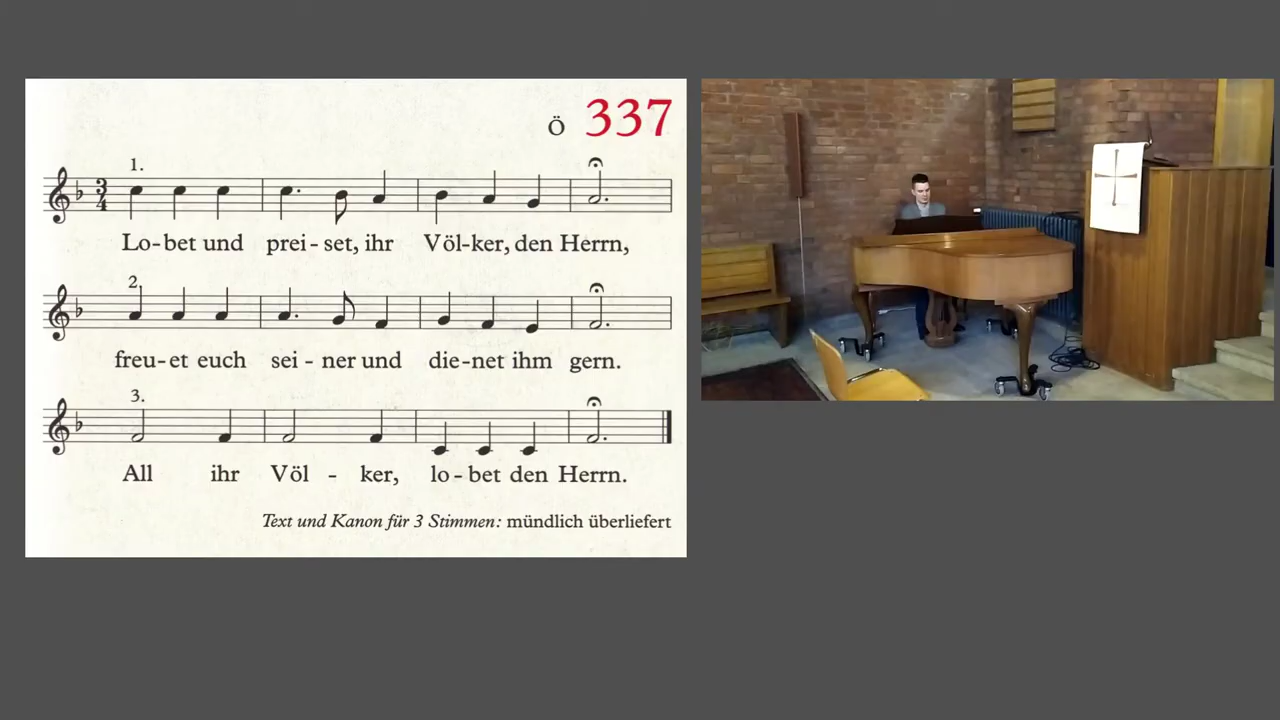 Ö 337
1.
3
4
Lo-bet und prei-set, ihr Völ-ker, den Herrn,
2.
freu-et euch sei-ner und die-net ihm gern.
3.
All ihr Völ-ker, lo-bet den Herrn.
Text und Kanon für 3 Stimmen: mündlich überliefert